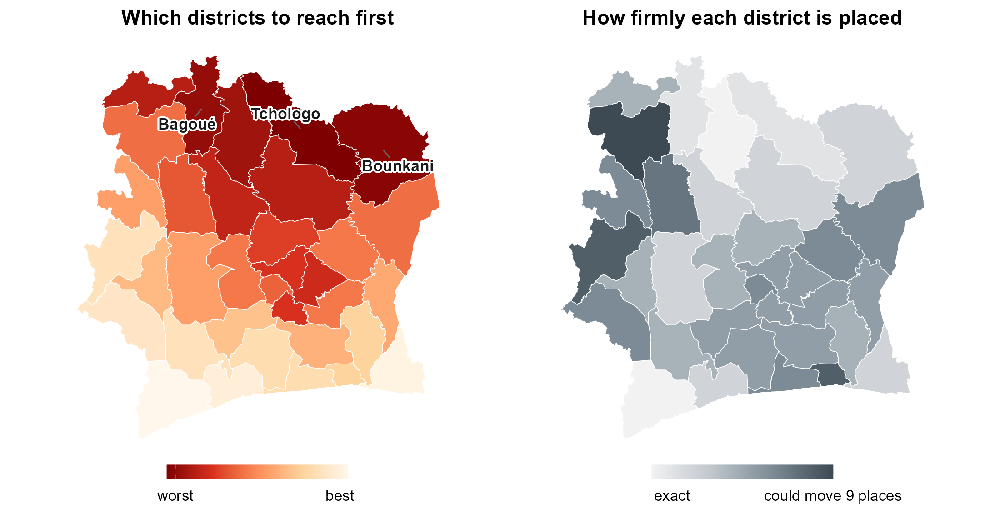 Which districts to reach first
How firmly each district is placed
Tchologo
Bagoué
Bounkani
worst
best
exact
could move 9 places